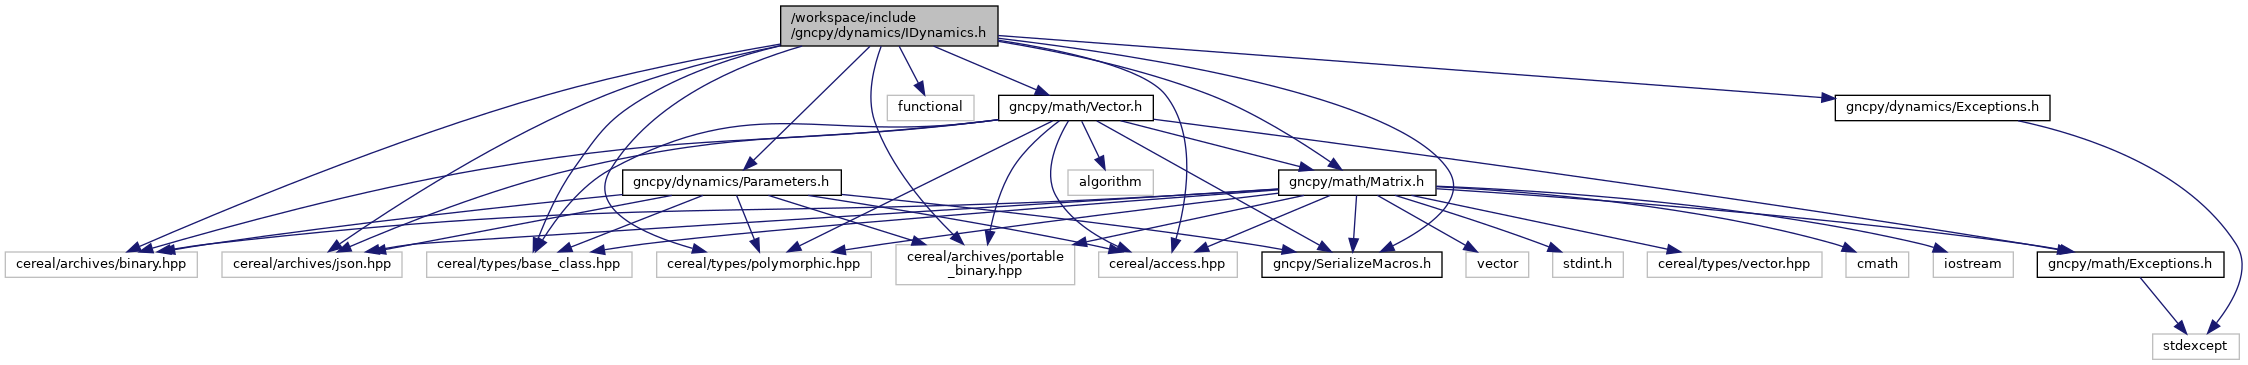 /workspace/include
/gncpy/dynamics/IDynamics.h
functional
gncpy/math/Vector.h
gncpy/dynamics/Exceptions.h
algorithm
gncpy/dynamics/Parameters.h
gncpy/math/Matrix.h
cereal/archives/binary.hpp
cereal/archives/json.hpp
cereal/types/base_class.hpp
cereal/types/polymorphic.hpp
cereal/archives/portable
_binary.hpp
cereal/access.hpp
gncpy/SerializeMacros.h
vector
stdint.h
cereal/types/vector.hpp
cmath
iostream
gncpy/math/Exceptions.h
stdexcept